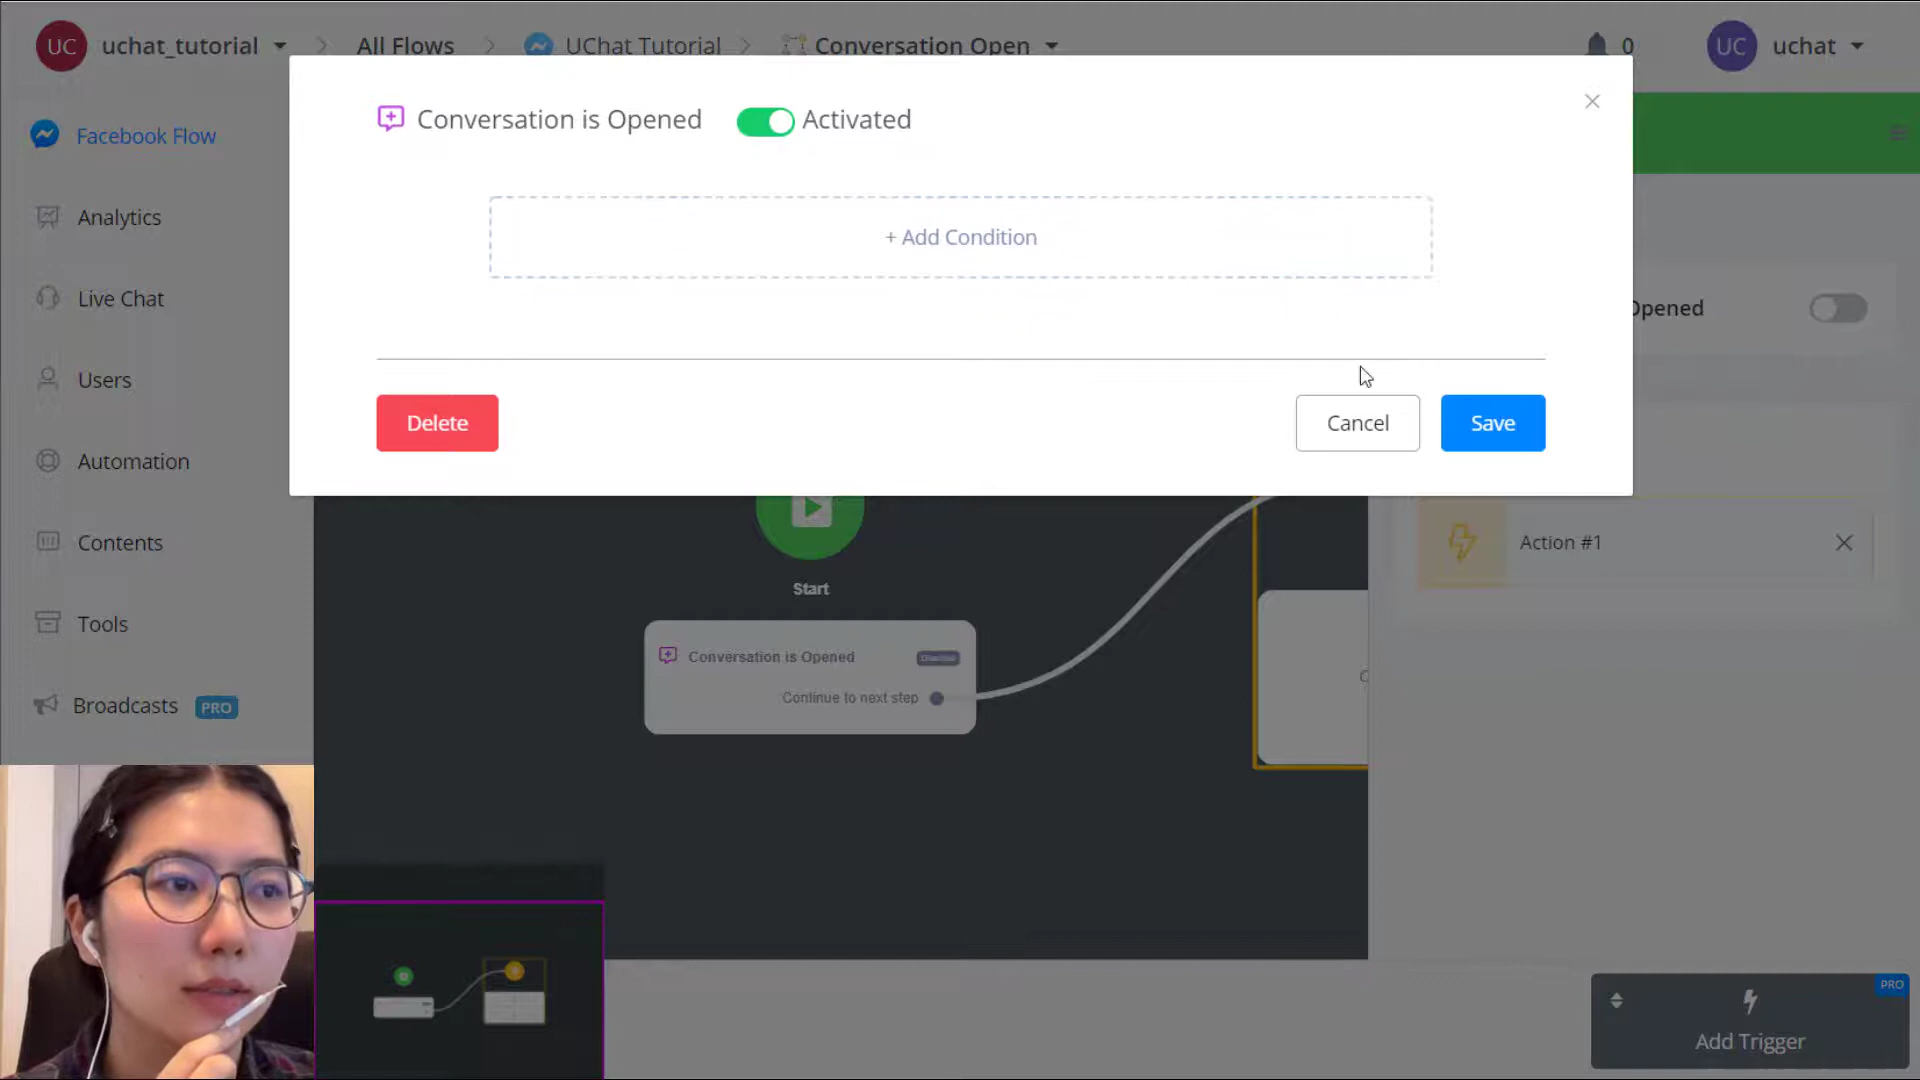 UC uchat_tutorial > All Flows > UChat Tutorial > Conversation Open
0 UC uchat
Conversation is Opened Activated
Facebook Flow
Analytics
+ Add Condition
Live Chat
Opened
Users
Delete Cancel Save
Automation
Contents
Action #1
Start
Tools
Conversation is Opened
Continue to next step
Broadcasts PRO
PRO
Add Trigger